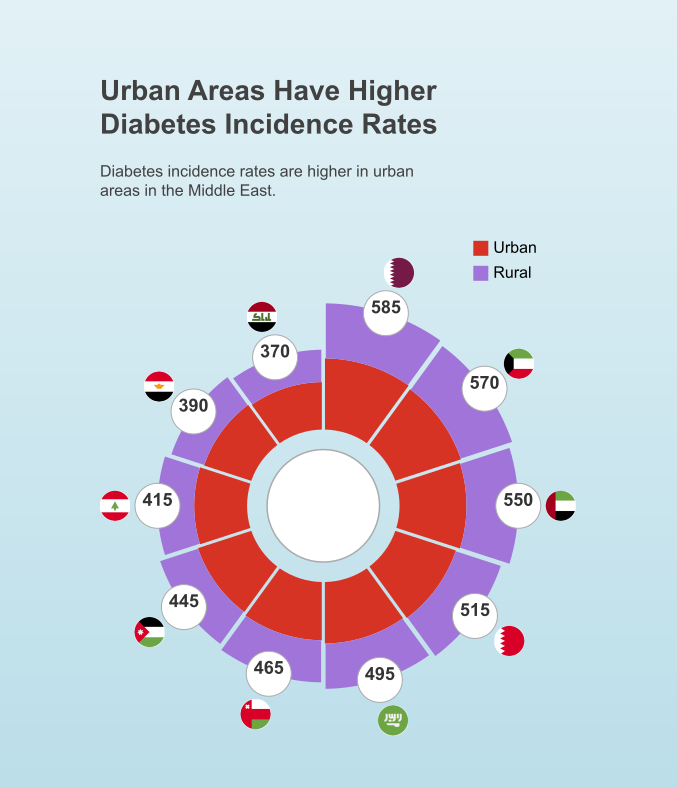 Urban Areas Have Higher
Diabetes Incidence Rates
Diabetes incidence rates are higher in urban
areas in the Middle East.
Urban
Rural
585
570
550
515
495
465
445
415
390
370